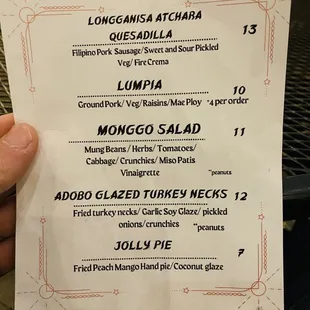 LONGGANISA ATCHARA
QUESADILLA 13
Filipino Pork Sausage/Sweet and Sour Pickled
Veg/Fire Crema
LUMPIA 10
Ground Pork/ Veg/Raisins/Mae Ploy *4 per order
MONGGO SALAD 11
Mung Beans/ Herbs/ Tomatoes/
Cabbage/ Crunchies/ Miso Patis
Vinaigrette *peanuts
ADOBO GLAZED TURKEY NECKS 12
Fried turkey necks/ Garlic Soy Glaze/ pickled
onions/crunchies *peanuts
JOLLY PIE 7
Fried Peach Mango Hand pie/Coconut glaze